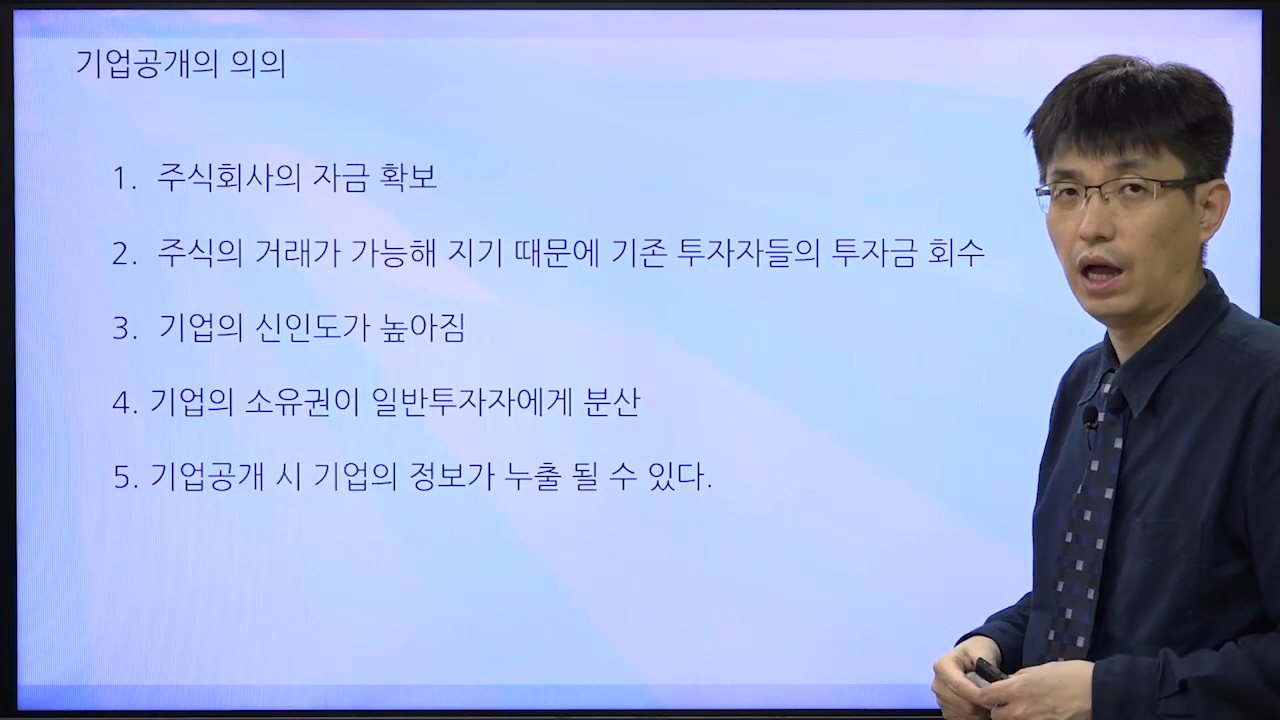 기업공개의 의의
1. 주식회사의 자금 확보
2. 주식의 거래가 가능해 지기 때문에 기존 투자자들의 투자금 회수
3. 기업의 신인도가 높아짐
4. 기업의 소유권이 일반투자자에게 분산
5. 기업공개 시 기업의 정보가 누출 될 수 있다.